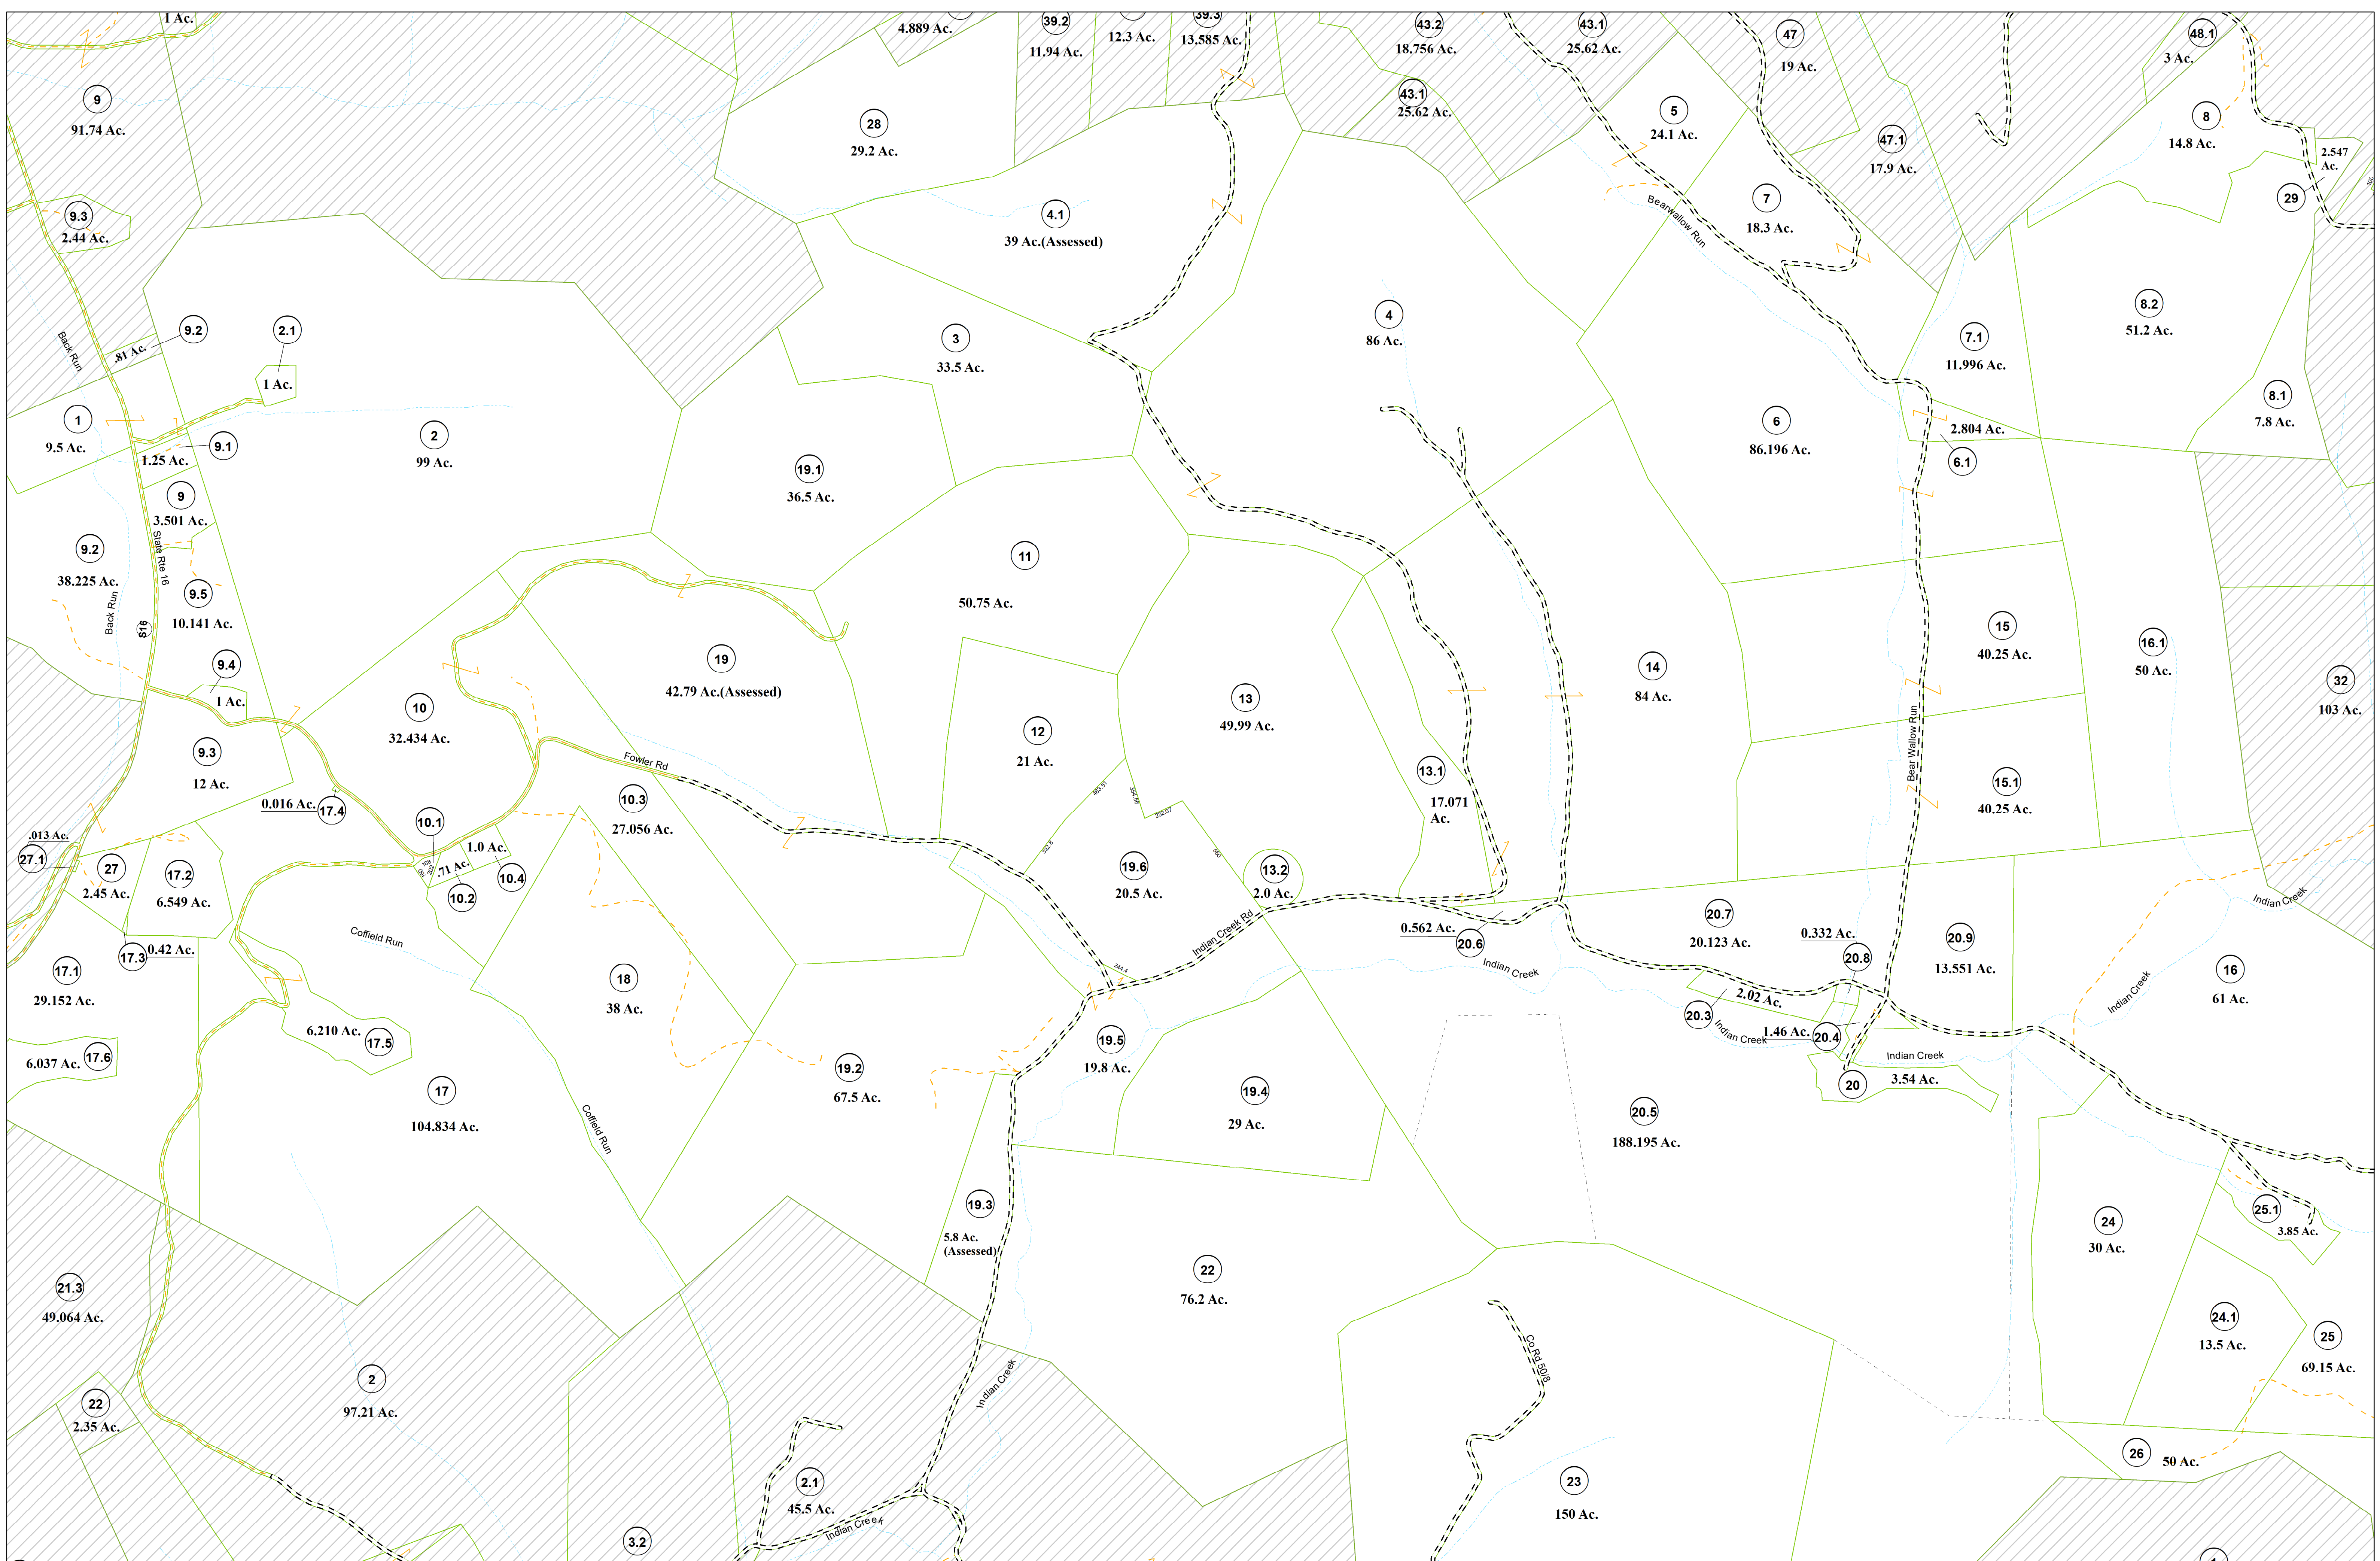 1 Ac.
4.889 Ac.
39.2
11.94 Ac.
12.3 Ac.
39.3
13.585 Ac.
43.2
18.756 Ac.
43.1
25.62 Ac.
47
19 Ac.
48.1
3 Ac.
9
91.74 Ac.
28
29.2 Ac.
43.1
25.62 Ac.
5
24.1 Ac.
47.1
17.9 Ac.
8
14.8 Ac.
2.547
Ac.
29
9.3
2.44 Ac.
4.1
39 Ac.(Assessed)
Bearwallow Run
7
18.3 Ac.
Back Run
.81 Ac.
9.2
2.1
1 Ac.
3
33.5 Ac.
4
86 Ac.
7.1
11.996 Ac.
8.2
51.2 Ac.
8.1
7.8 Ac.
1
9.5 Ac.
1.25 Ac.
9.1
2
99 Ac.
19.1
36.5 Ac.
6
86.196 Ac.
2.804 Ac.
6.1
9
3.501 Ac.
State Rte 16
9.2
38.225 Ac.
Back Run
S16
9.5
10.141 Ac.
11
50.75 Ac.
15
40.25 Ac.
16.1
50 Ac.
32
103 Ac.
9.4
1 Ac.
19
42.79 Ac.(Assessed)
14
84 Ac.
10
32.434 Ac.
13
49.99 Ac.
12
21 Ac.
Bear Wallow Run
9.3
12 Ac.
Fowler Rd
13.1
17.071
Ac.
15.1
40.25 Ac.
0.016 Ac.
17.4
10.3
27.056 Ac.
463.51
354.56
232.07
392.8
590
10.1
1.0 Ac.
.71 Ac.
10.4
10.2
.013 Ac.
27.1
27
2.45 Ac.
17.2
6.549 Ac.
19.6
20.5 Ac.
13.2
2.0 Ac.
Indian Creek
Indian Creek Rd
0.562 Ac.
20.6
20.7
20.123 Ac.
0.332 Ac.
20.8
20.9
13.551 Ac.
Coffield Run
17.3
0.42 Ac.
17.1
29.152 Ac.
18
38 Ac.
244.4
Indian Creek
2.02 Ac.
20.3
Indian Creek
1.46 Ac.
20.4
Indian Creek
16
61 Ac.
6.210 Ac.
17.5
6.037 Ac.
17.6
17
104.834 Ac.
Coffield Run
19.2
67.5 Ac.
19.5
19.8 Ac.
19.4
29 Ac.
20.5
188.195 Ac.
Indian Creek
20
3.54 Ac.
19.3
5.8 Ac.
(Assessed)
22
76.2 Ac.
24
30 Ac.
25.1
3.85 Ac.
21.3
49.064 Ac.
24.1
13.5 Ac.
25
69.15 Ac.
Co Rd 50/8
Indian Creek
22
2.35 Ac.
2
97.21 Ac.
26
50 Ac.
2.1
45.5 Ac.
23
150 Ac.
Indian Creek
3.2